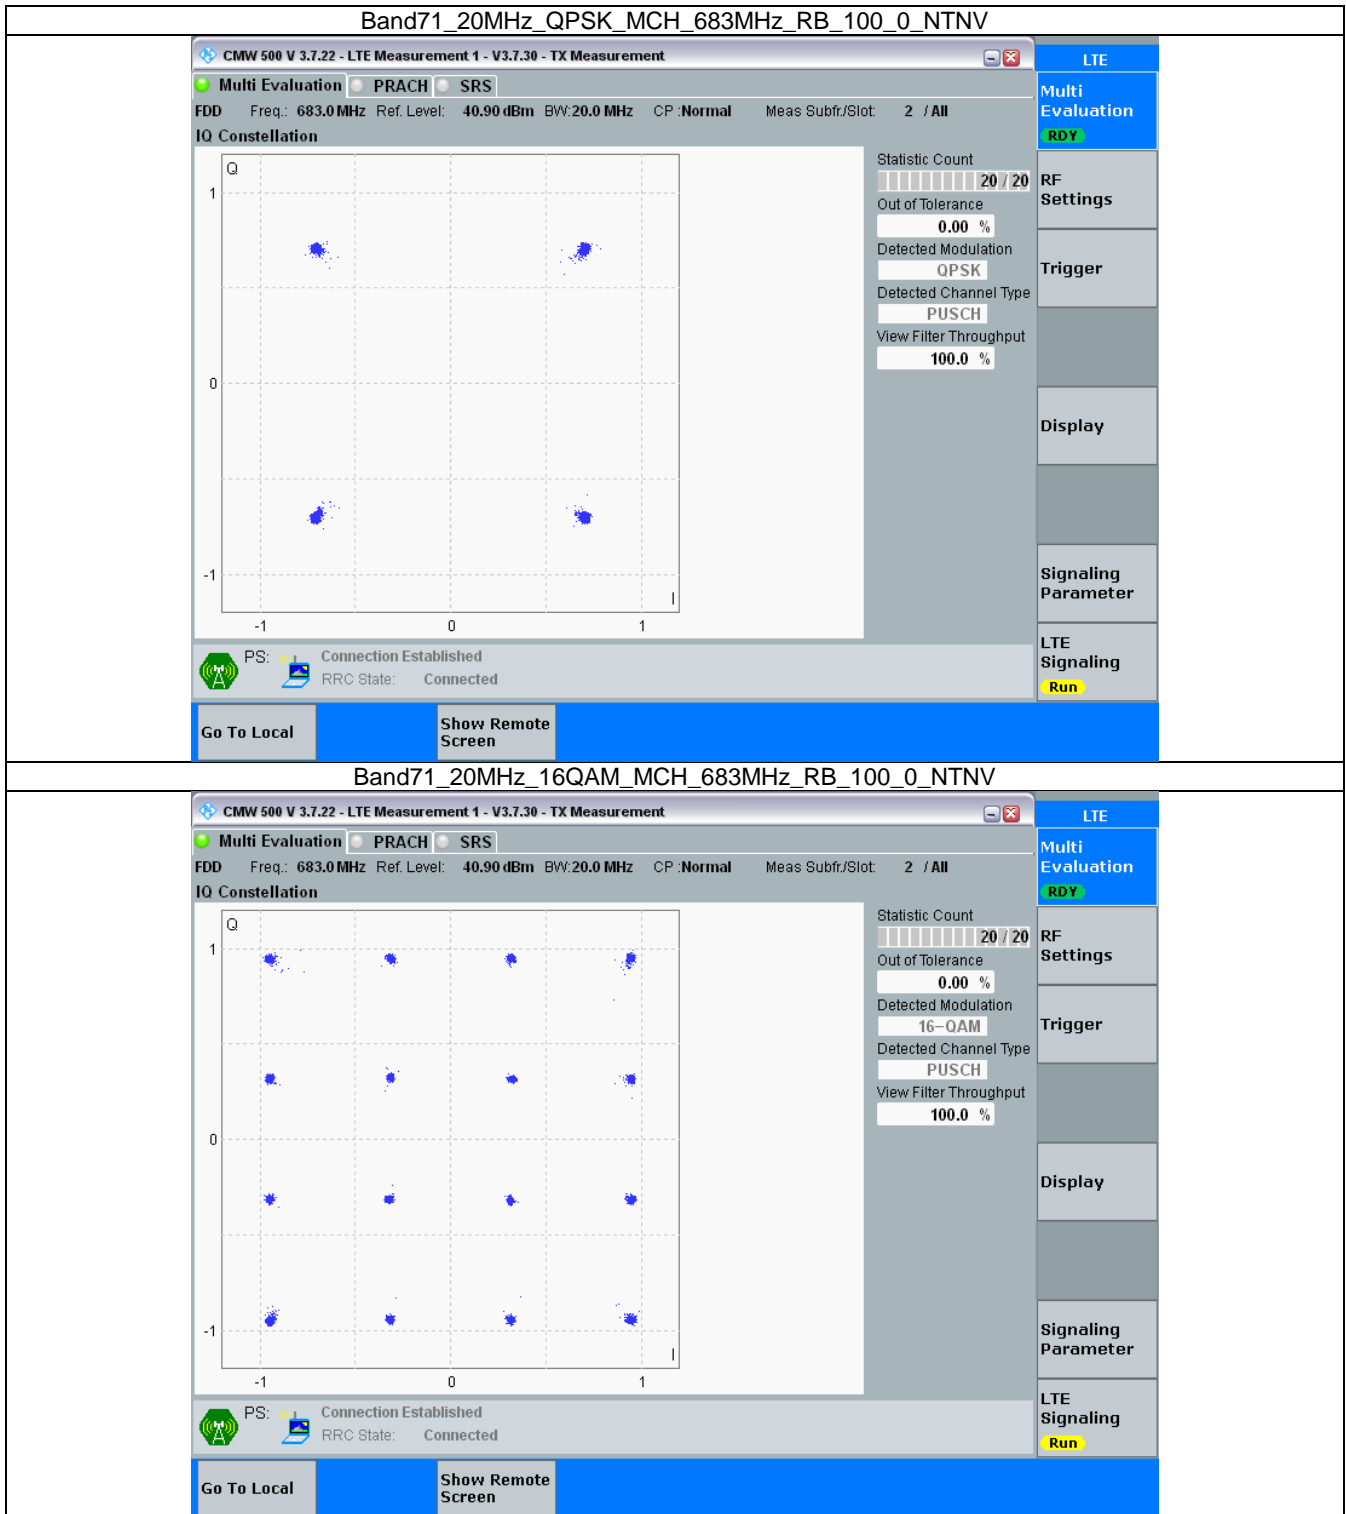 Band71_20MHz_QPSK_MCH_683MHz_RB_100_0_NTNV
CMW 500 V 3.7.22 - LTE Measurement 1 - V3.7.30 - TX Measurement
LTE
Multi Evaluation PRACH SRS
Multi
Evaluation
RDY
FDD Freq.: 683.0 MHz Ref. Level: 40.90 dBm BW: 20.0 MHz CP : Normal Meas Subfr./Slot: 2 / All
IQ Constellation
Q
1
0
-1
I
-1 0 1
Statistic Count
20 / 20
Out of Tolerance
0.00 %
Detected Modulation
QPSK
Detected Channel Type
PUSCH
View Filter Throughput
100.0 %
RF
Settings
Trigger
Display
Signaling
Parameter
LTE
Signaling
Run
PS: Connection Established
RRC State: Connected
Go To Local
Show Remote
Screen
Band71_20MHz_16QAM_MCH_683MHz_RB_100_0_NTNV
CMW 500 V 3.7.22 - LTE Measurement 1 - V3.7.30 - TX Measurement
LTE
Multi Evaluation PRACH SRS
Multi
Evaluation
RDY
FDD Freq.: 683.0 MHz Ref. Level: 40.90 dBm BW: 20.0 MHz CP : Normal Meas Subfr./Slot: 2 / All
IQ Constellation
Q
1
0
-1
I
-1 0 1
Statistic Count
20 / 20
Out of Tolerance
0.00 %
Detected Modulation
16-QAM
Detected Channel Type
PUSCH
View Filter Throughput
100.0 %
RF
Settings
Trigger
Display
Signaling
Parameter
LTE
Signaling
Run
PS: Connection Established
RRC State: Connected
Go To Local
Show Remote
Screen